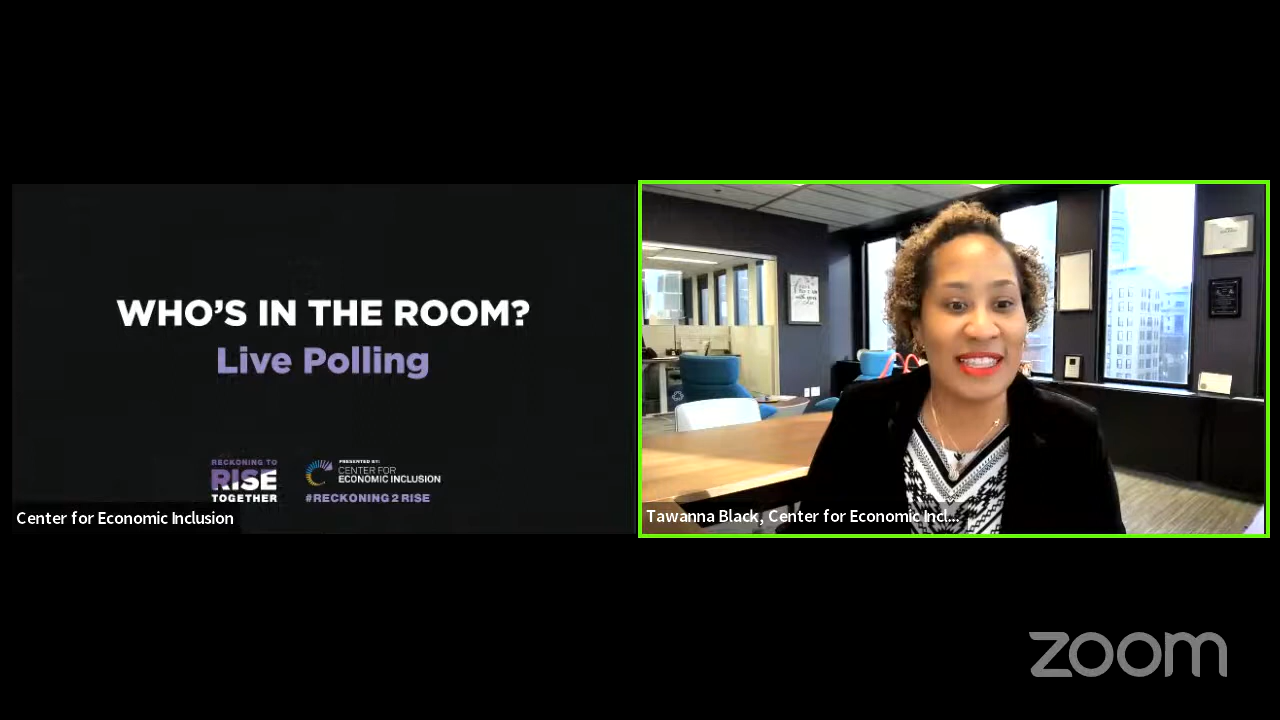 WHO'S IN THE ROOM?
Live Polling
RECKONING TO
RISE
TOGETHER
PRESENTED BY:
CENTER FOR
ECONOMIC INCLUSION
#RECKONING 2 RISE
Center for Economic Inclusion
Tawanna Black, Center for Economic Incl...
zoom